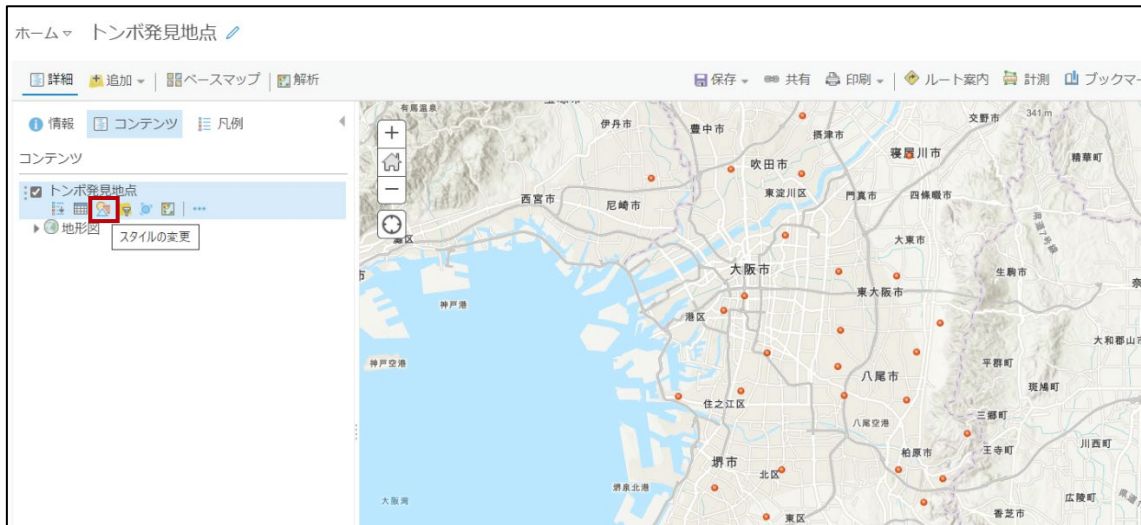 ホーム トンボ発見地点
詳細 追加 ベースマップ 解析
保存 共有 印刷 ルート案内 計測 ブックマー
情報 コンテンツ 凡例
コンテンツ
トンボ発見地点
地形図
スタイルの変更
有馬温泉
伊丹市
豊中市
摂津市
交野市
341 m
寝屋川市
精華町
吹田市
西宮市
尼崎市
東淀川区
門真市
四條畷市
灘区
大東市
大阪市
生駒市
東大阪市
神戸港
港区
大和郡山市
神戸空港
平群町
八尾市
斑鳩町
住之江区
三郷町
八尾空港
柏原市
王寺町
川西町
堺市
北区
堺泉北港
大阪湾
広陵町
東区
香芝市